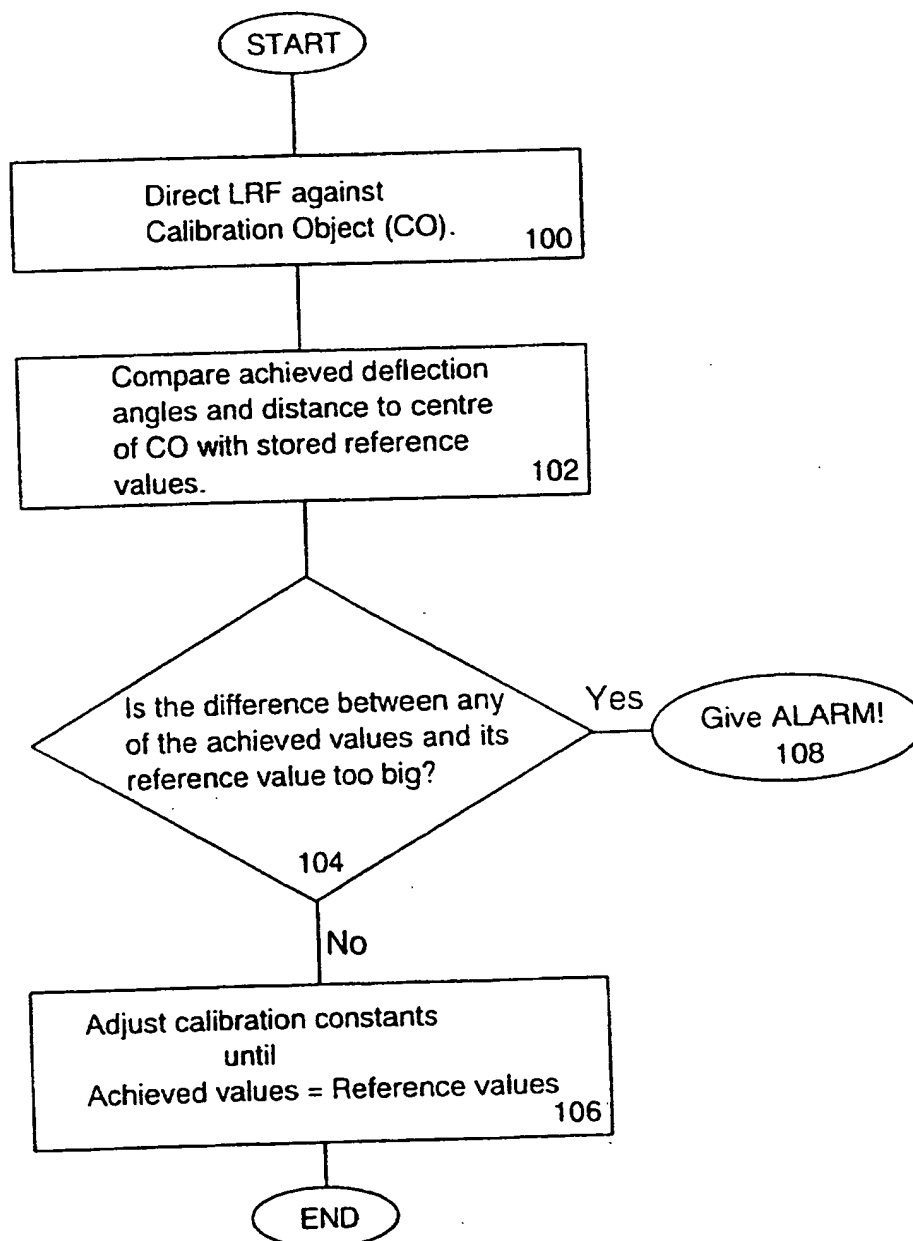 START
Direct LRF against
Calibration Object (CO).
100
Compare achieved deflection
angles and distance to centre
of CO with stored reference
values.
102
Is the difference between any
of the achieved values and its
reference value too big?
104
Yes
Give ALARM!
108
No
Adjust calibration constants
until
Achieved values = Reference values
106
END